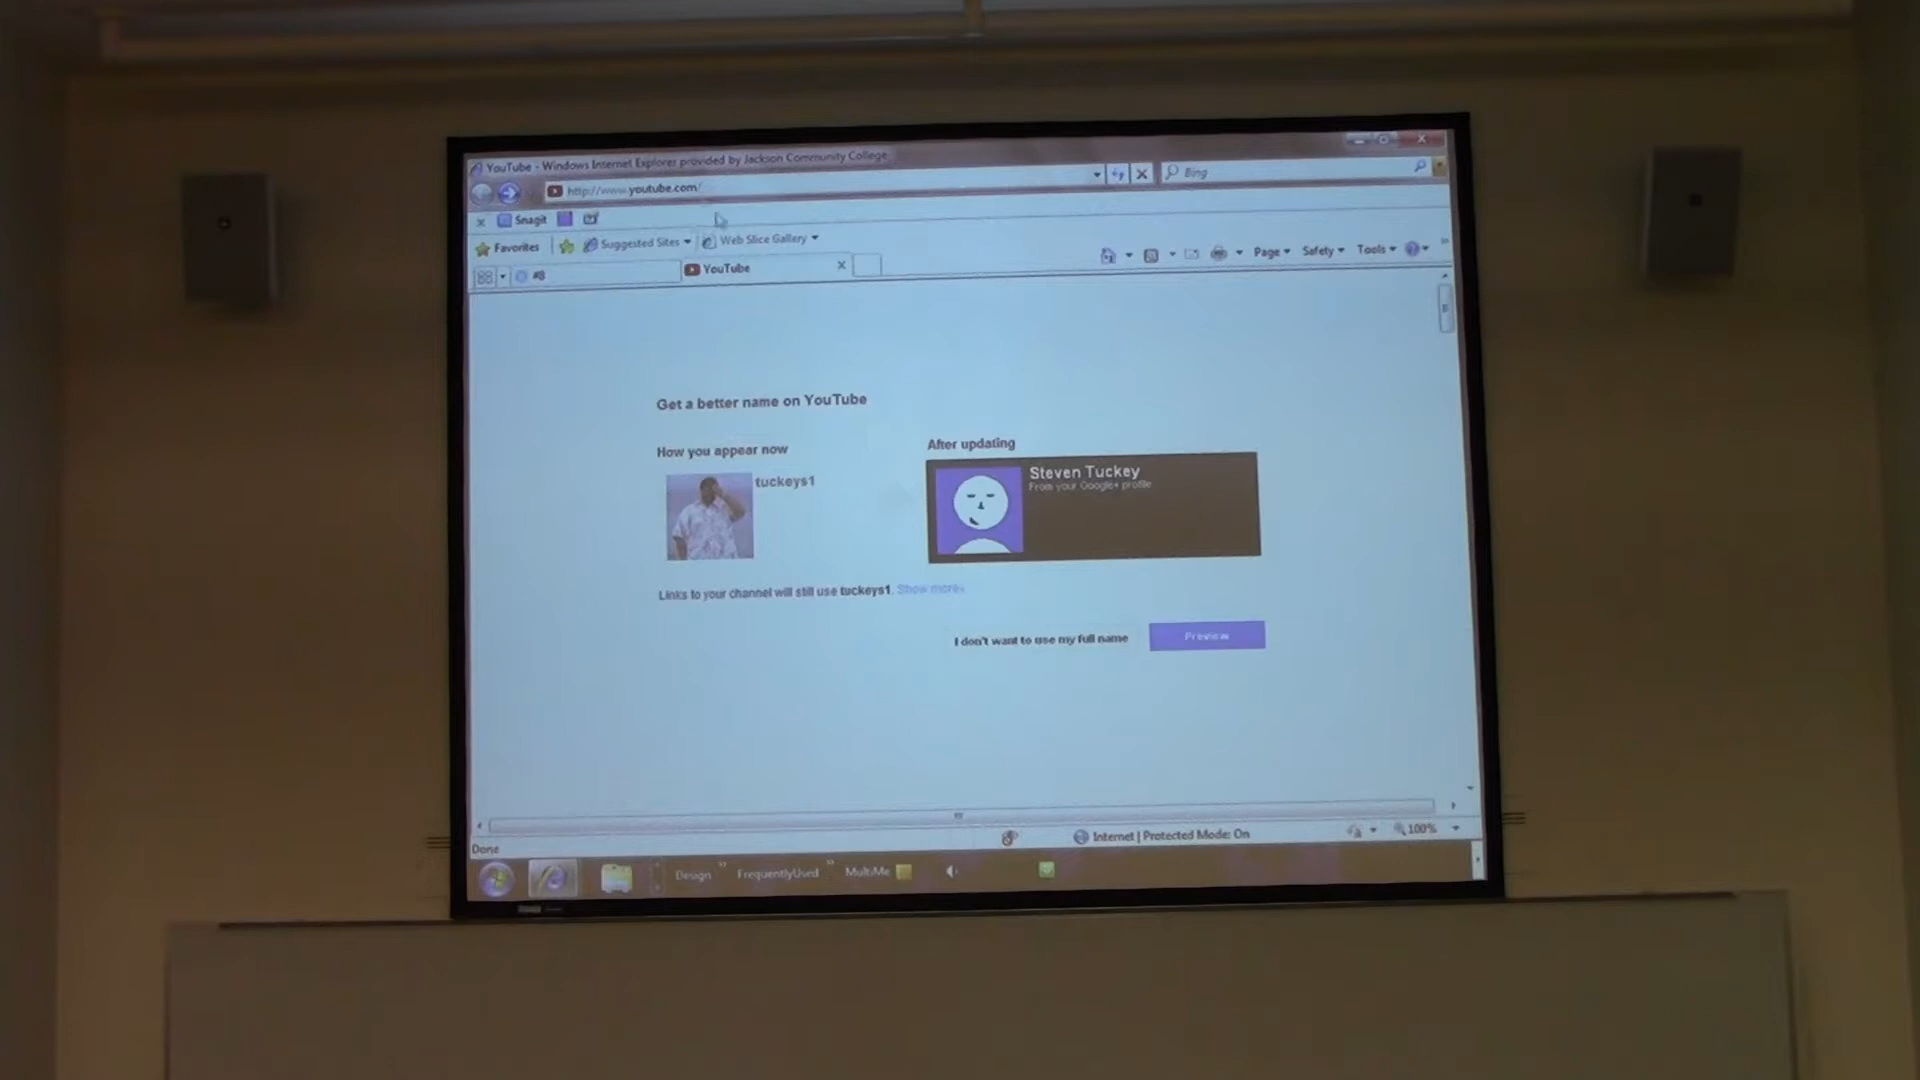 YouTube - Windows Internet Explorer provided by Jackson Community College
http://www.youtube.com/
Bing
Snagit
Favorites
Suggested Sites
Web Slice Gallery
#8
YouTube
Page
Safety
Tools
Get a better name on YouTube
How you appear now
After updating
tuckeys1
Steven Tuckey
From your Google+ profile
Links to your channel will still use tuckeys1. Show more
I don't want to use my full name
Preview
Done
Internet | Protected Mode: On
100%
Design
FrequentlyUsed
MultiMe